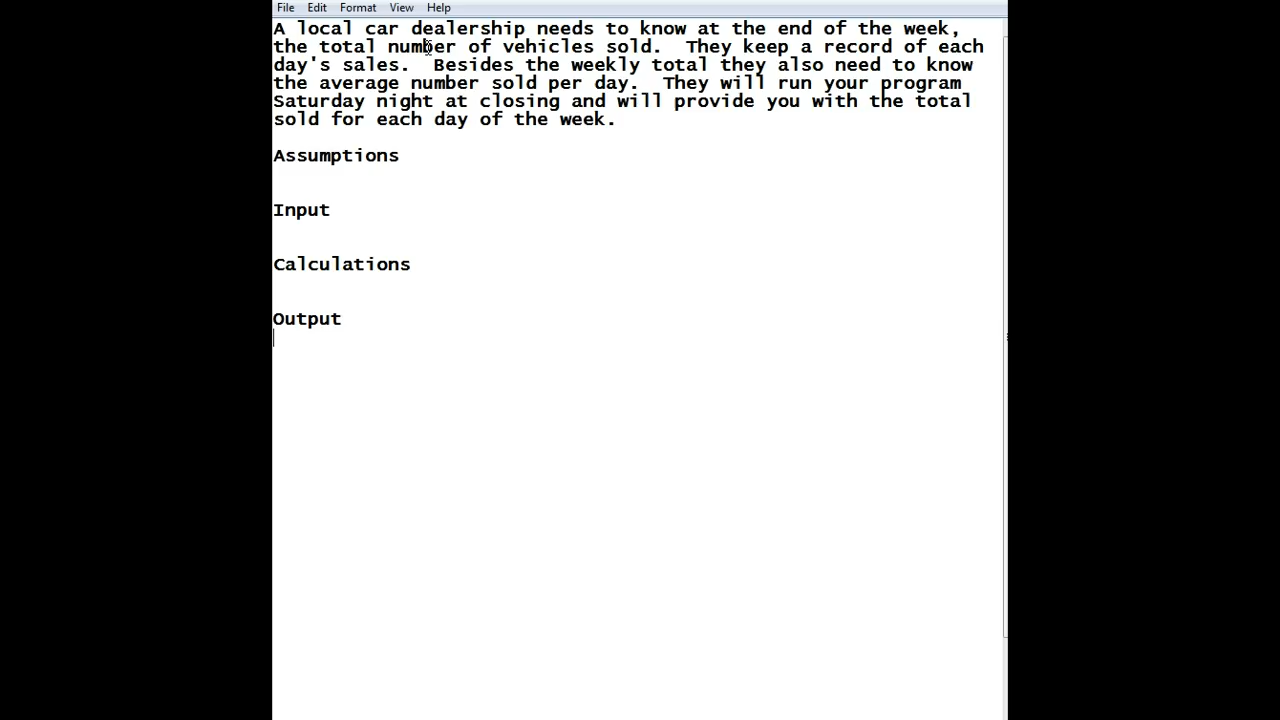 File Edit Format View Help
A local car dealership needs to know at the end of the week,
the total number of vehicles sold.  They keep a record of each
day's sales.  Besides the weekly total they also need to know
the average number sold per day.  They will run your program
Saturday night at closing and will provide you with the total
sold for each day of the week.
Assumptions
Input
Calculations
Output